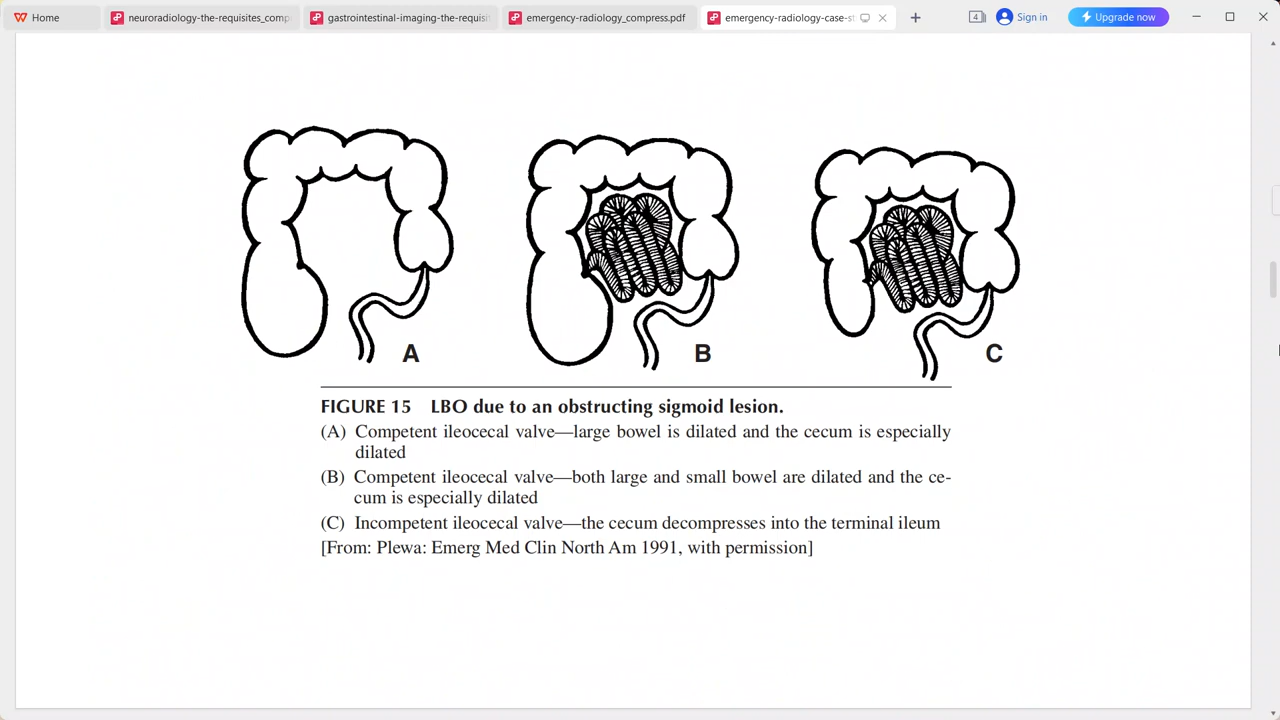 Home
neuroradiology-the-requisites_comp
gastrointestinal-imaging-the-requisit
emergency-radiology_compress.pdf
emergency-radiology-case-st
4
Sign in
Upgrade now
A
B
C
FIGURE 15 LBO due to an obstructing sigmoid lesion.
(A) Competent ileocecal valve—large bowel is dilated and the cecum is especially
dilated
(B) Competent ileocecal valve—both large and small bowel are dilated and the ce-
cum is especially dilated
(C) Incompetent ileocecal valve—the cecum decompresses into the terminal ileum
[From: Plewa: Emerg Med Clin North Am 1991, with permission]